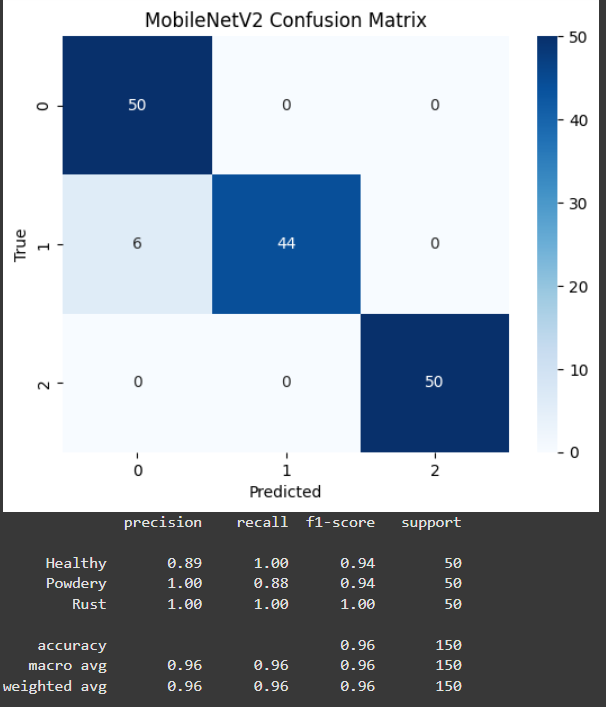 MobileNetV2 Confusion Matrix
50
0 50 0 0
40
30
True 1 6 44 0
20
10
2 0 0 50
0
0 1 2
Predicted
precision recall f1-score support
Healthy 0.89 1.00 0.94 50
Powdery 1.00 0.88 0.94 50
Rust 1.00 1.00 1.00 50
accuracy 0.96 150
macro avg 0.96 0.96 0.96 150
weighted avg 0.96 0.96 0.96 150